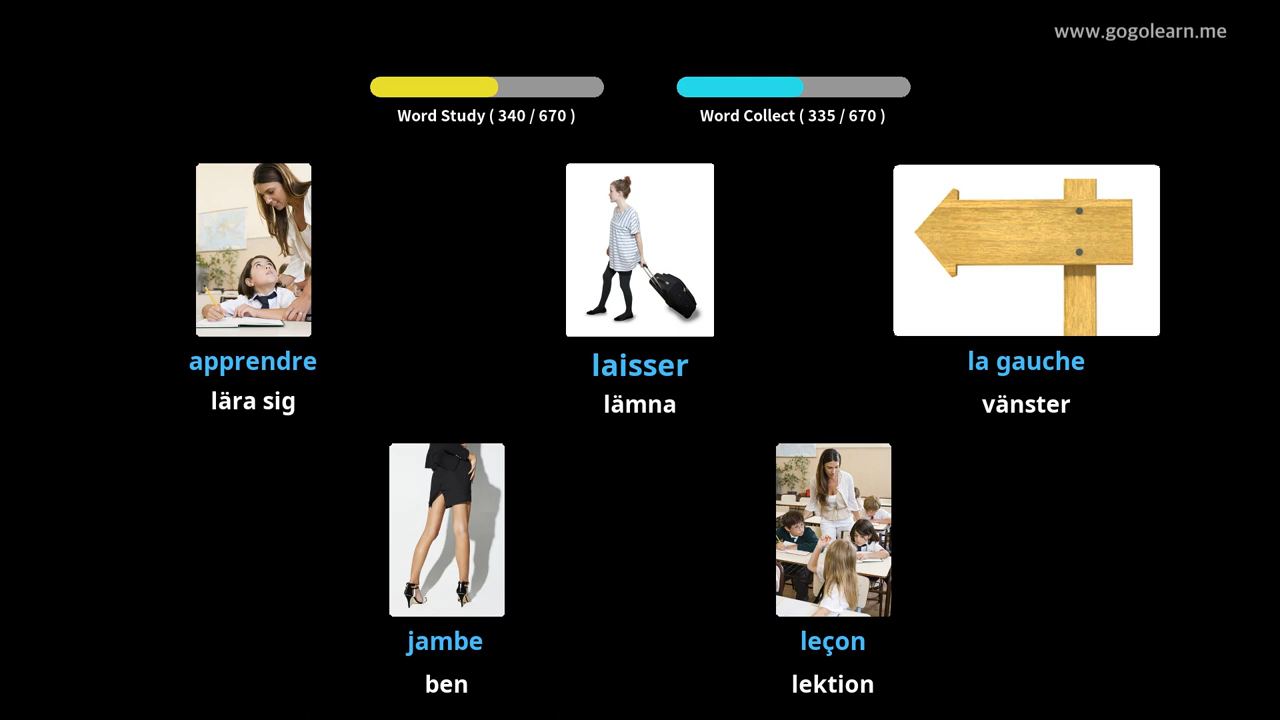 www.gogolearn.me
Word Study ( 340 / 670 )
Word Collect ( 335 / 670 )
apprendre
lära sig
laisser
lämna
la gauche
vänster
jambe
ben
leçon
lektion